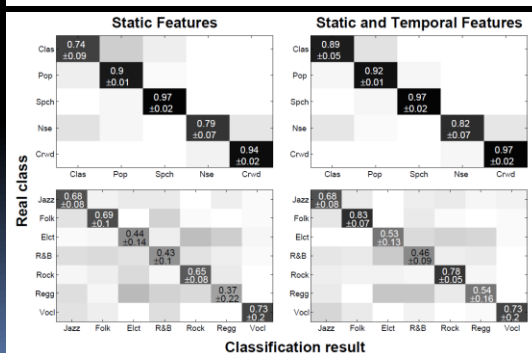 Static Features
Static and Temporal Features
Real class
Clas
Pop
Spch
Nse
Crwd
0.74
±0.09
0.9
±0.01
0.97
±0.02
0.79
±0.07
0.94
±0.02
Clas Pop Spch Nse Crwd
Clas
Pop
Spch
Nse
Crwd
0.89
±0.05
0.92
±0.01
0.97
±0.02
0.82
±0.07
0.97
±0.02
Clas Pop Spch Nse Crwd
Jazz
Folk
Elct
R&B
Rock
Regg
Vocl
0.68
±0.08
0.69
±0.1
0.44
±0.14
0.43
±0.1
0.65
±0.08
0.37
±0.22
0.73
±0.2
Jazz Folk Elct R&B Rock Regg Vocl
Jazz
Folk
Elct
R&B
Rock
Regg
Vocl
0.68
±0.08
0.83
±0.07
0.53
±0.13
0.46
±0.09
0.78
±0.05
0.54
±0.16
0.73
±0.2
Jazz Folk Elct R&B Rock Regg Vocl
Classification result